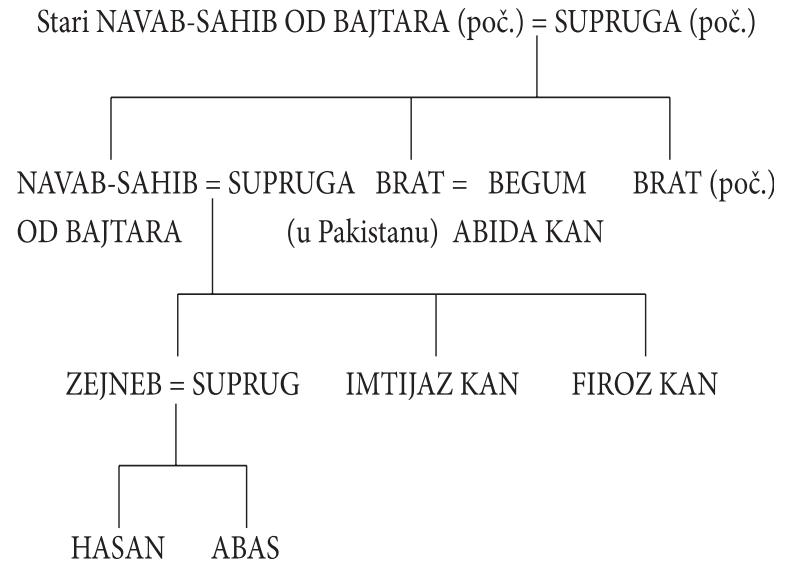 Stari NAVAB-SAHIB OD BAJTARA (poč.) = SUPRUGA (poč.)
NAVAB-SAHIB = SUPRUGA BRAT = BEGUM BRAT (poč.)
OD BAJTARA (u Pakistanu) ABIDA KAN
ZEJNEB = SUPRUG IMTIJAZ KAN FIROZ KAN
HASAN ABAS